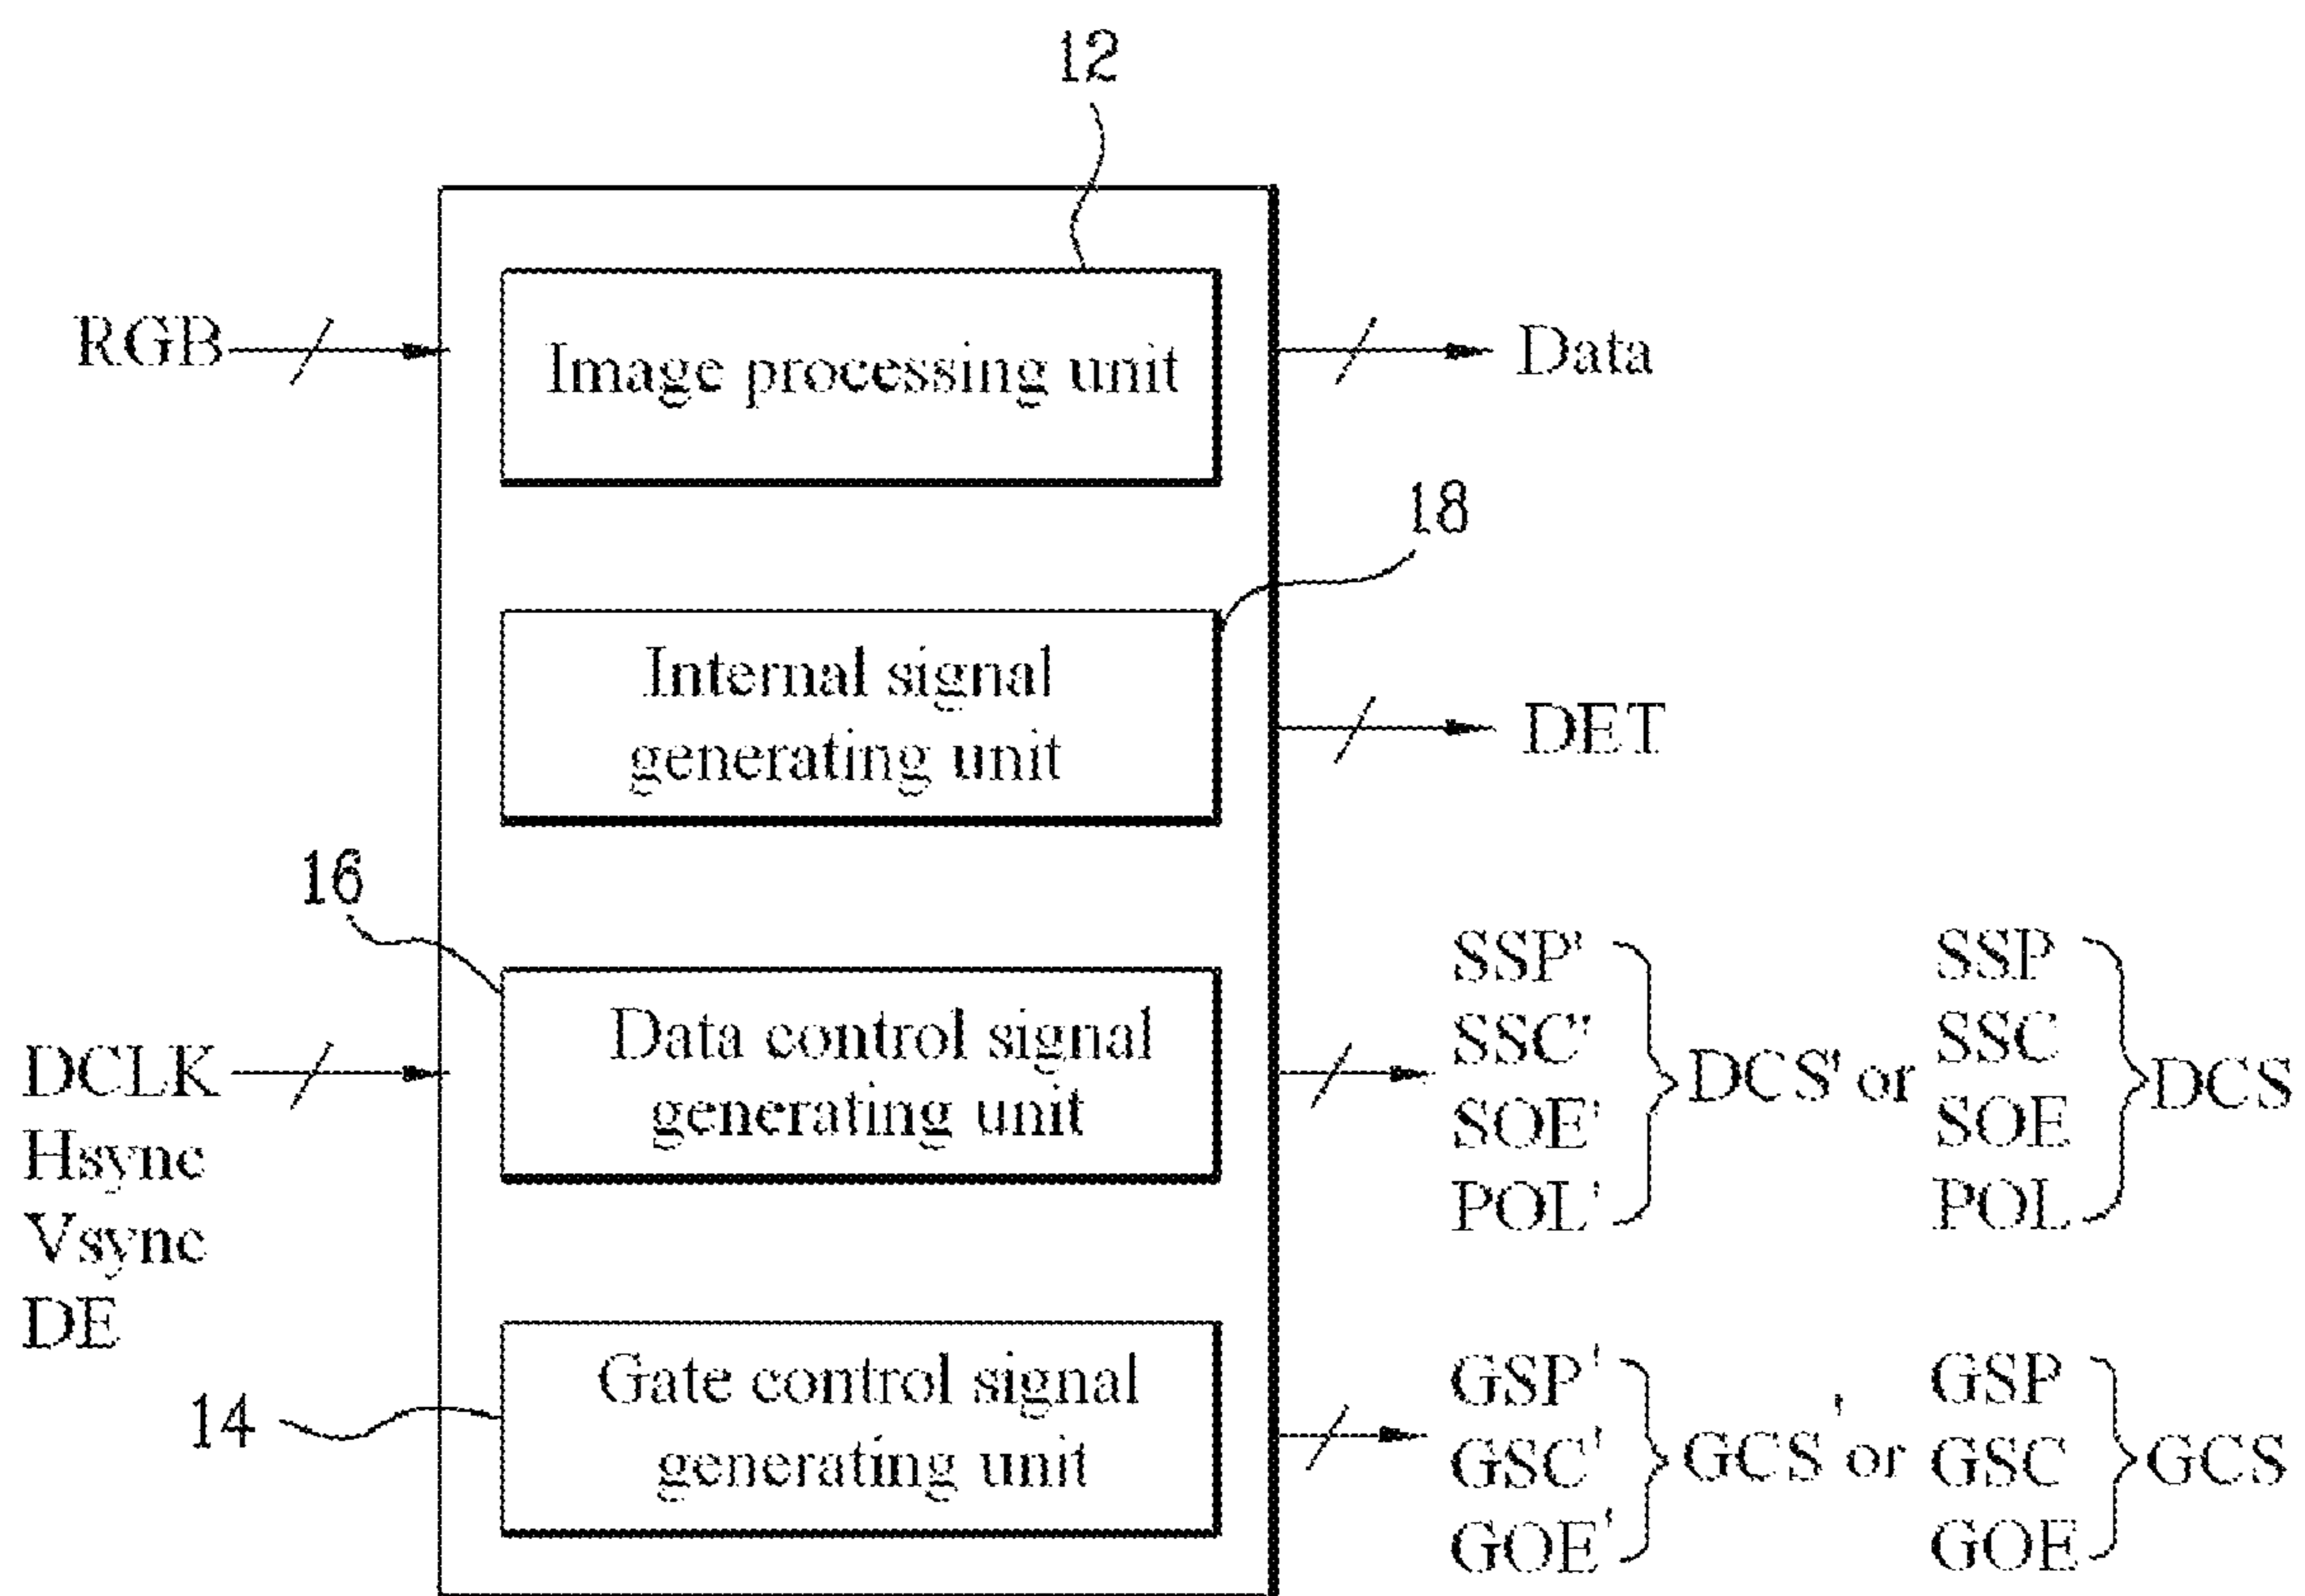 12
RGB
Image processing unit
Data
18
Internal signal
generating unit
DET
16
DCLK
Hsync
Vsync
DE
Data control signal
generating unit
SSP'
SSC'
SOE'
POL'
DCS' or
SSP
SSC
SOE
POL
DCS
14
Gate control signal
generating unit
GSP'
GSC'
GOE'
GCS' or
GSP
GSC
GOE
GCS